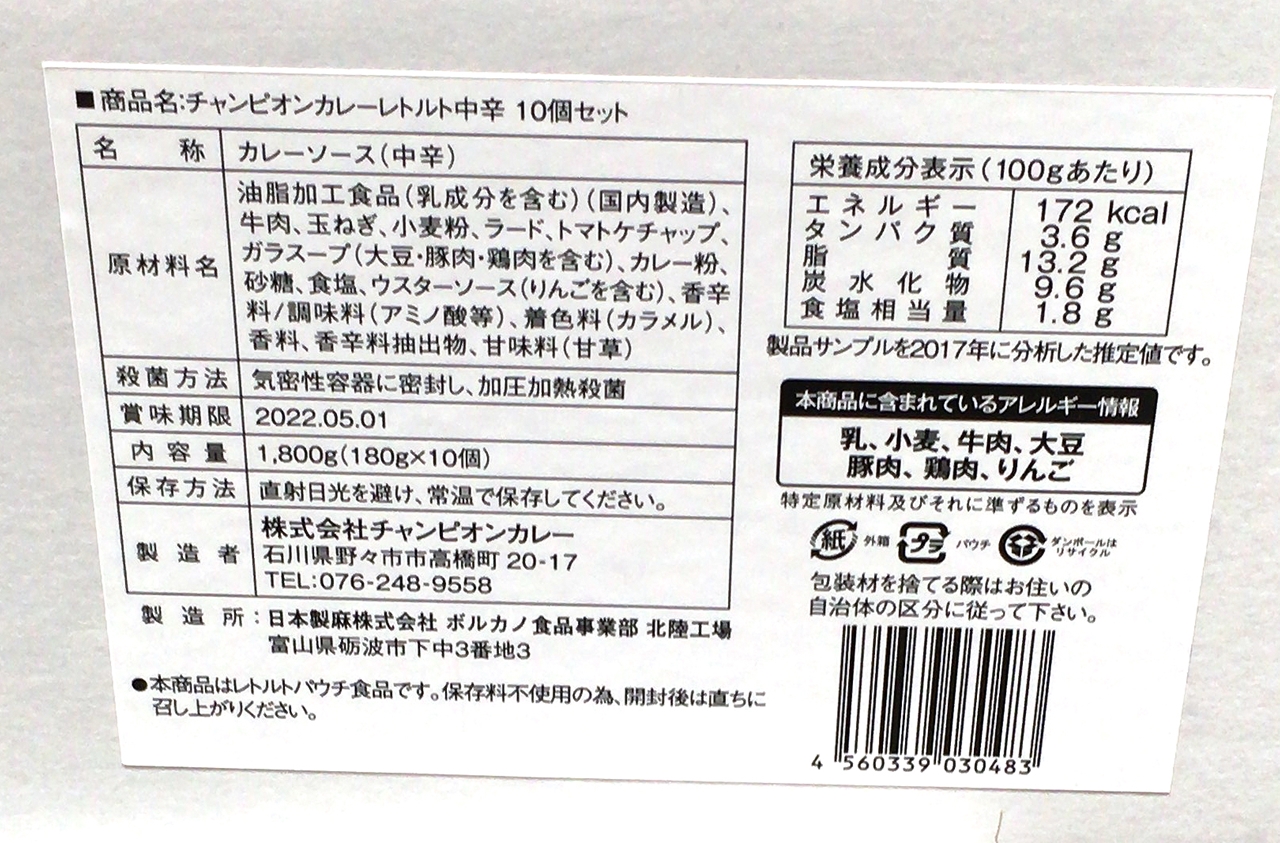 ■商品名:チャンピオンカレーレトルト中辛 10個セット
名称 カレーソース(中辛)
原材料名
油脂加工食品(乳成分を含む)(国内製造)、
牛肉、玉ねぎ、小麦粉、ラード、トマトケチャップ、
ガラスープ(大豆・豚肉・鶏肉を含む)、カレー粉、
砂糖、食塩、ウスターソース(りんごを含む)、香辛
料/調味料(アミノ酸等)、着色料(カラメル)、
香料、香辛料抽出物、甘味料(甘草)
殺菌方法 気密性容器に密封し、加圧加熱殺菌
賞味期限 2022.05.01
内容量 1,800g(180g×10個)
保存方法 直射日光を避け、常温で保存してください。
製造者
株式会社チャンピオンカレー
石川県野々市市高橋町 20-17
TEL:076-248-9558
製造所:日本製麻株式会社 ボルカノ食品事業部 北陸工場
富山県砺波市下中3番地3
●本商品はレトルトパウチ食品です。保存料不使用の為、開封後は直ちに
召し上がりください。
栄養成分表示(100gあたり)
エネルギー 172 kcal
タンパク質 3.6 g
脂質 13.2 g
炭水化物 9.6 g
食塩相当量 1.8 g
製品サンプルを2017年に分析した推定値です。
本商品に含まれているアレルギー情報
乳、小麦、牛肉、大豆
豚肉、鶏肉、りんご
特定原材料及びそれに準ずるものを表示
紙 外箱 プラ パウチ ダンボールは
リサイクル
包装材を捨てる際はお住いの
自治体の区分に従って下さい。
4 560339 030483